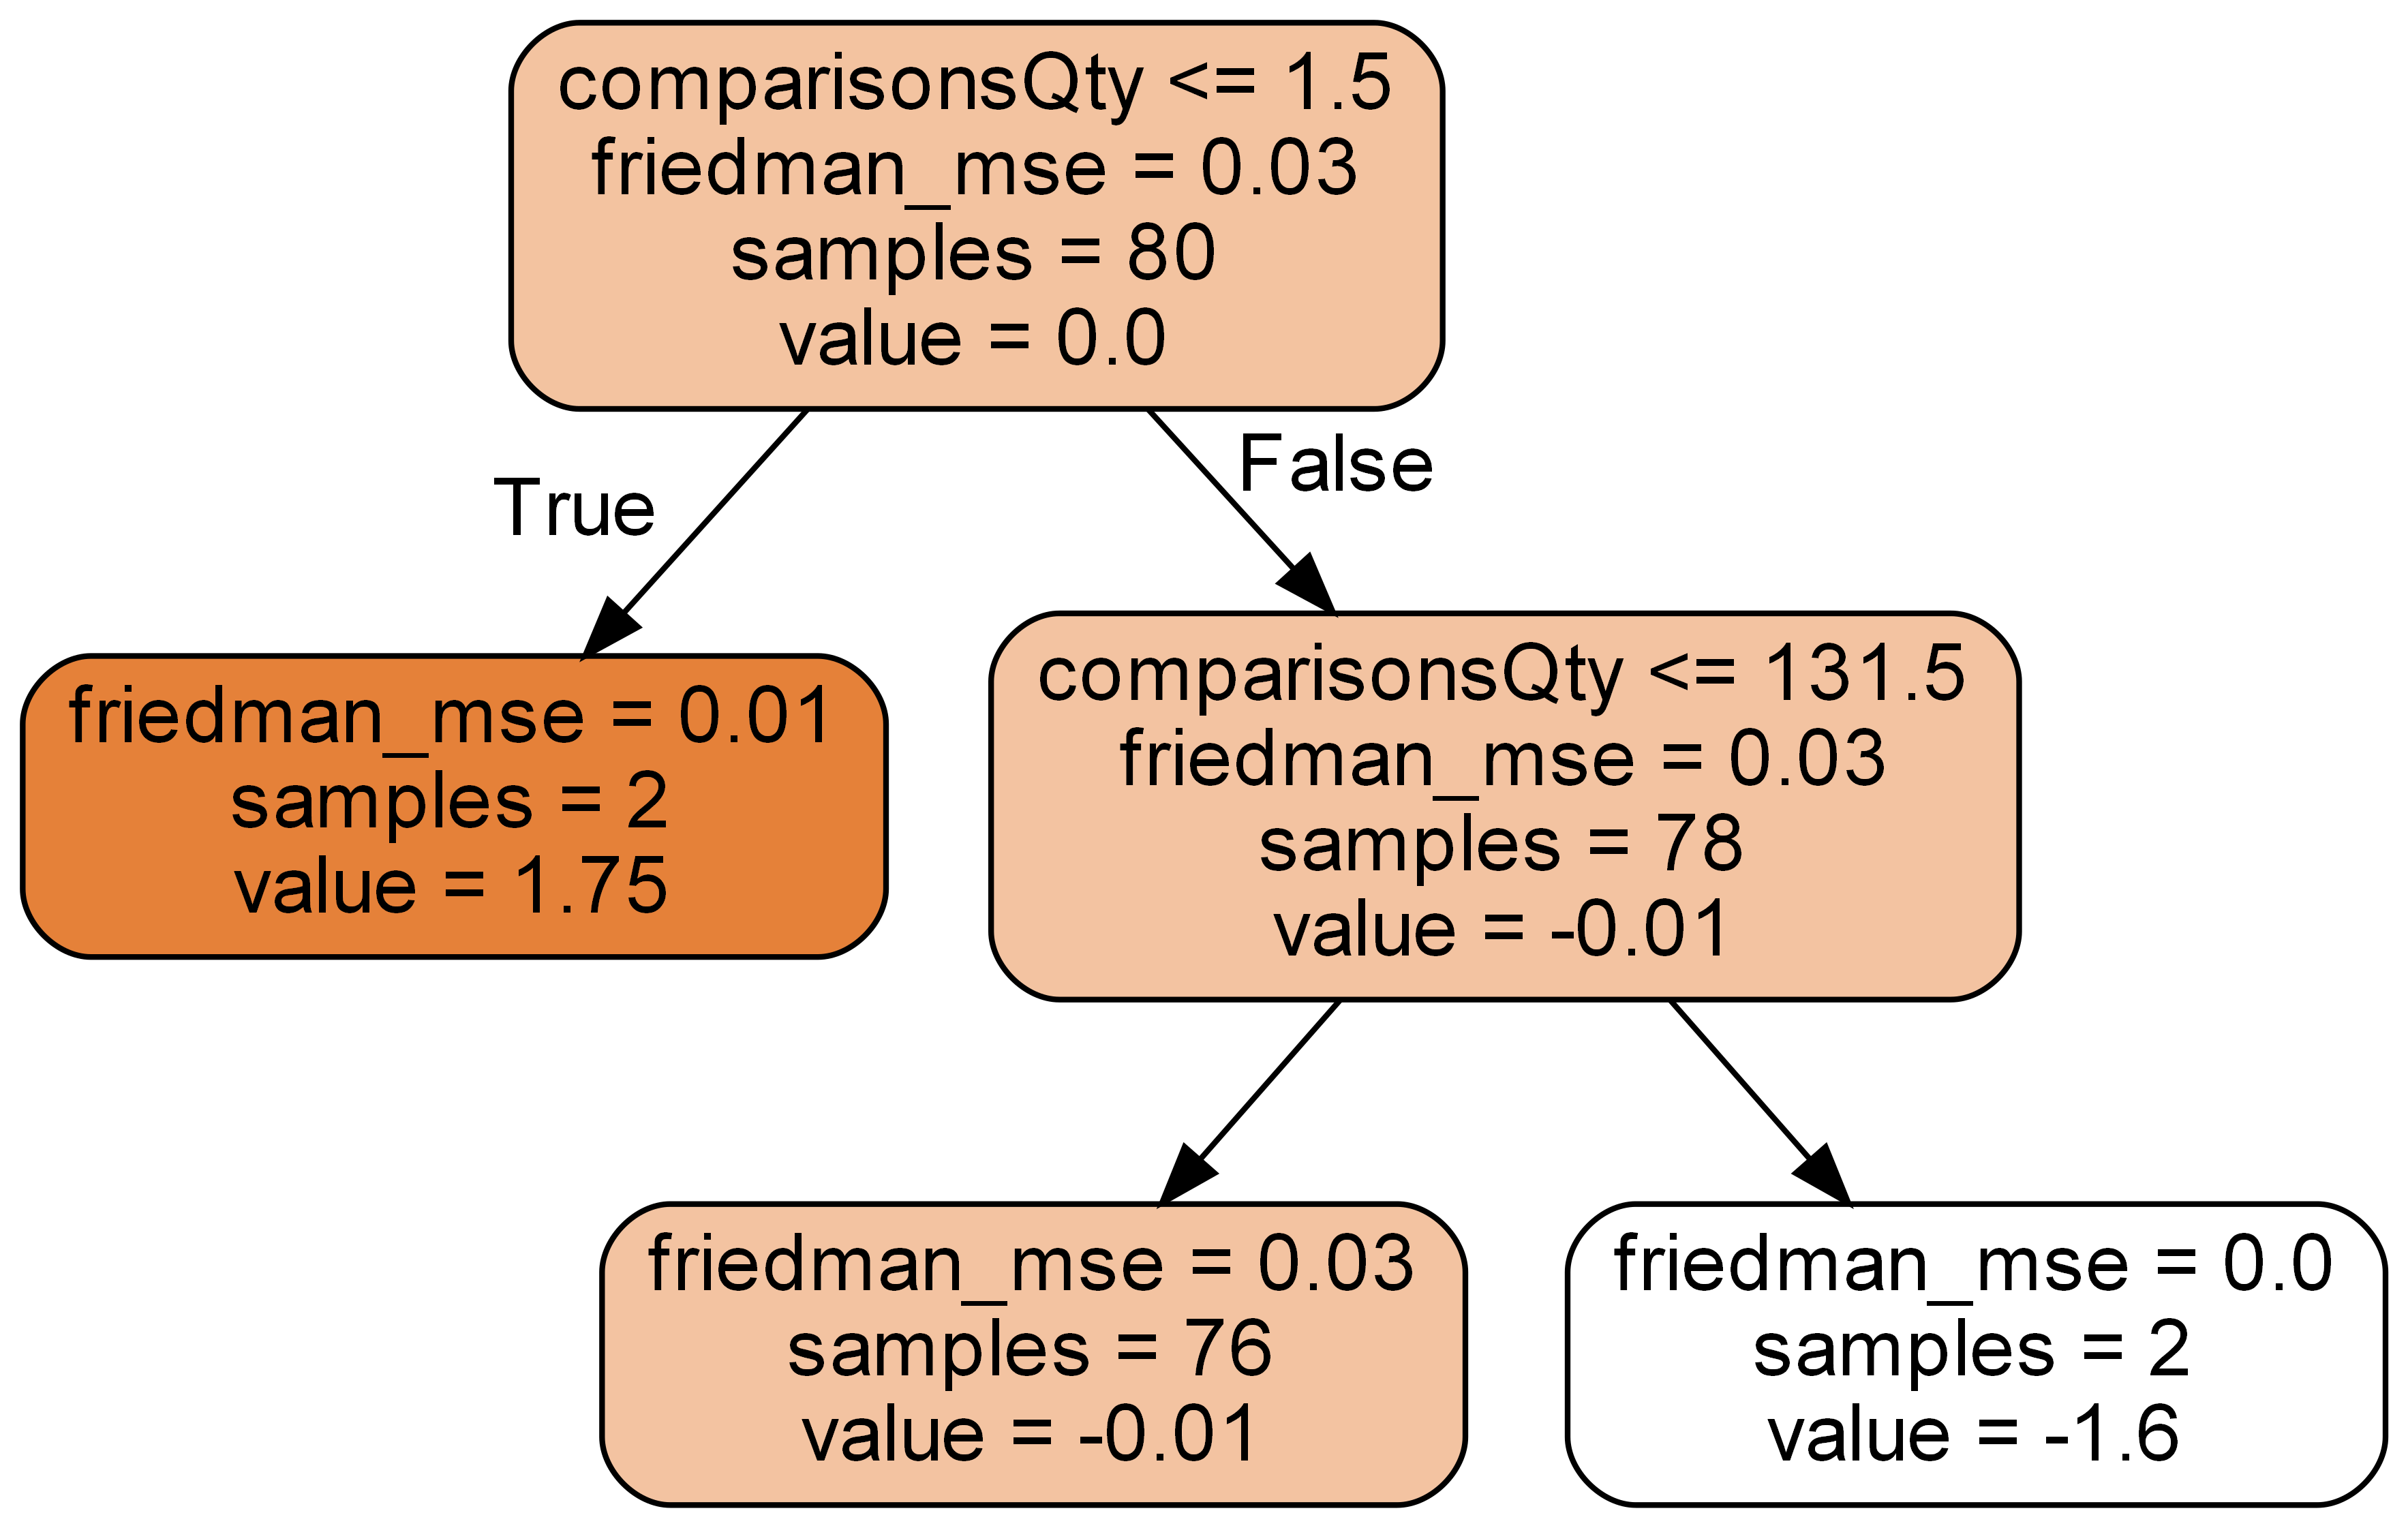 comparisonsQty <= 1.5
friedman_mse = 0.03
samples = 80
value = 0.0
True
False
friedman_mse = 0.01
samples = 2
value = 1.75
comparisonsQty <= 131.5
friedman_mse = 0.03
samples = 78
value = -0.01
friedman_mse = 0.03
samples = 76
value = -0.01
friedman_mse = 0.0
samples = 2
value = -1.6